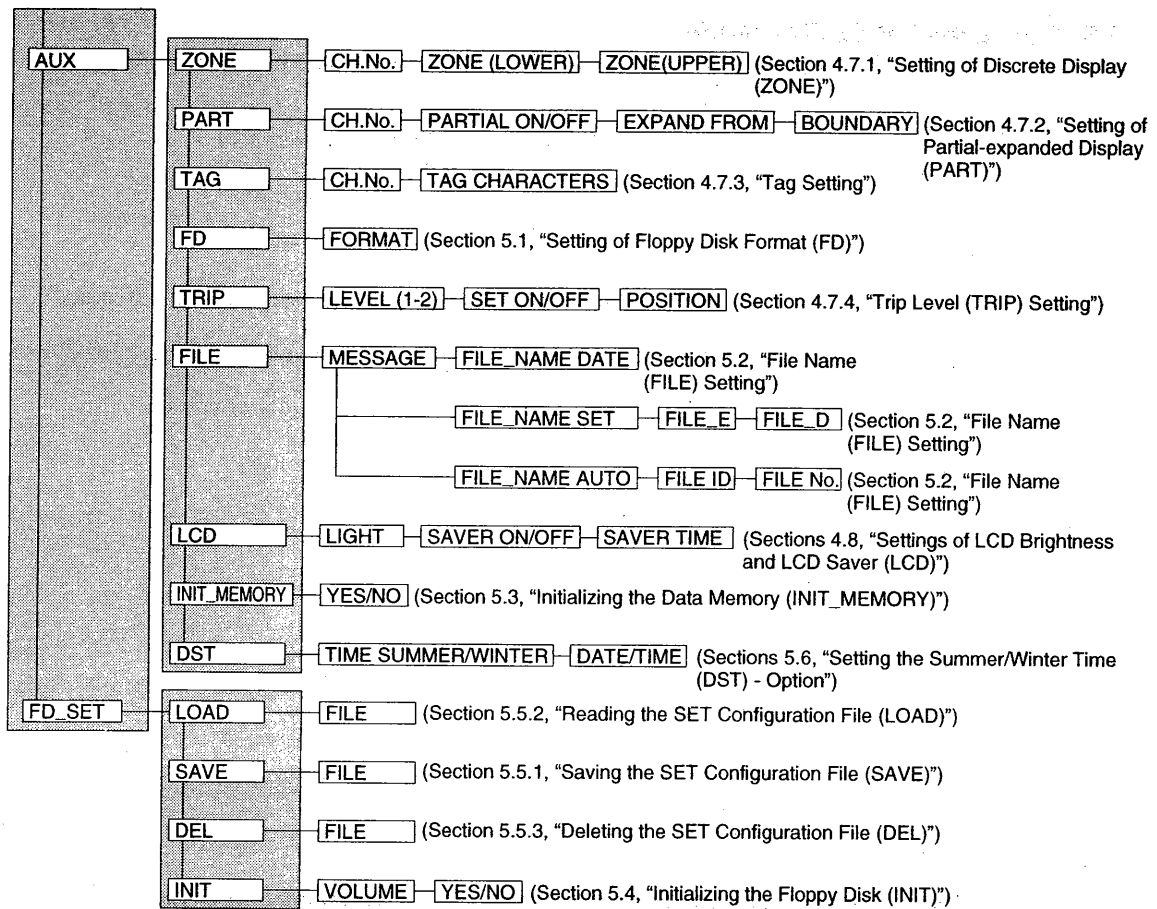 AUX ZONE CH.No. ZONE (LOWER) ZONE(UPPER) (Section 4.7.1, “Setting of Discrete Display
(ZONE)”)
PART CH.No. PARTIAL ON/OFF EXPAND FROM BOUNDARY (Section 4.7.2, “Setting of
Partial-expanded Display
(PART)”)
TAG CH.No. TAG CHARACTERS (Section 4.7.3, “Tag Setting”)
FD FORMAT (Section 5.1, “Setting of Floppy Disk Format (FD)”)
TRIP LEVEL (1-2) SET ON/OFF POSITION (Section 4.7.4, “Trip Level (TRIP) Setting”)
FILE MESSAGE FILE_NAME DATE (Section 5.2, “File Name
(FILE) Setting”)
FILE_NAME SET FILE_E FILE_D (Section 5.2, “File Name
(FILE) Setting”)
FILE_NAME AUTO FILE ID FILE No. (Section 5.2, “File Name
(FILE) Setting”)
LCD LIGHT SAVER ON/OFF SAVER TIME (Sections 4.8, “Settings of LCD Brightness
and LCD Saver (LCD)”)
INIT_MEMORY YES/NO (Section 5.3, “Initializing the Data Memory (INIT_MEMORY)”)
DST TIME SUMMER/WINTER DATE/TIME (Sections 5.6, “Setting the Summer/Winter Time
(DST) - Option”)
FD_SET LOAD FILE (Section 5.5.2, “Reading the SET Configuration File (LOAD)”)
SAVE FILE (Section 5.5.1, “Saving the SET Configuration File (SAVE)”)
DEL FILE (Section 5.5.3, “Deleting the SET Configuration File (DEL)”)
INIT VOLUME YES/NO (Section 5.4, “Initializing the Floppy Disk (INIT)”)